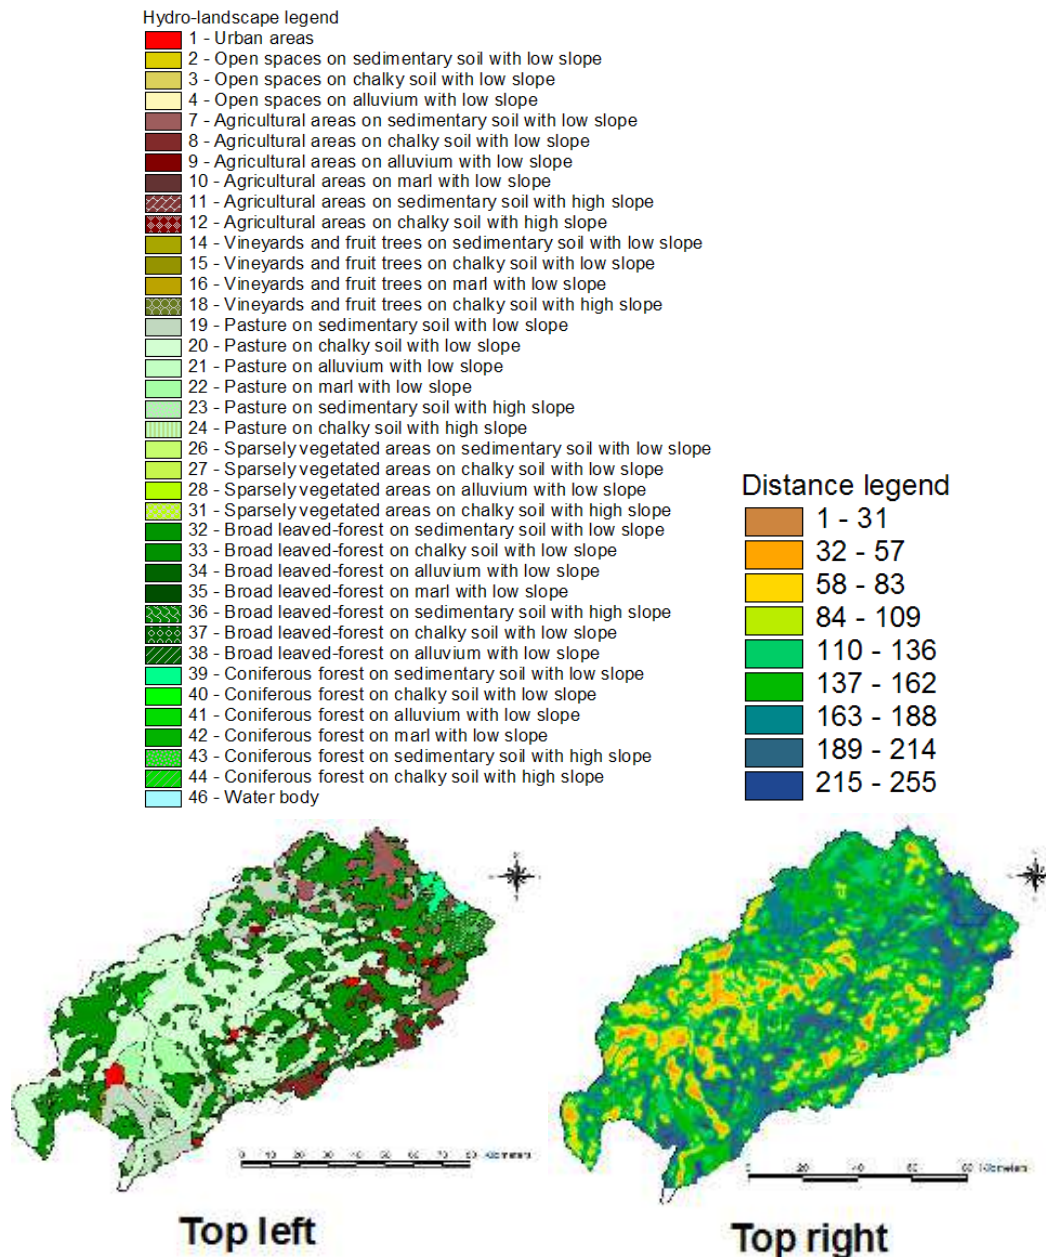 Hydro-landscape legend
1 - Urban areas
2 - Open spaces on sedimentary soil with low slope
3 - Open spaces on chalky soil with low slope
4 - Open spaces on alluvium with low slope
7 - Agricultural areas on sedimentary soil with low slope
8 - Agricultural areas on chalky soil with low slope
9 - Agricultural areas on alluvium with low slope
10 - Agricultural areas on marl with low slope
11 - Agricultural areas on sedimentary soil with high slope
12 - Agricultural areas on chalky soil with high slope
14 - Vineyards and fruit trees on sedimentary soil with low slope
15 - Vineyards and fruit trees on chalky soil with low slope
16 - Vineyards and fruit trees on marl with low slope
18 - Vineyards and fruit trees on chalky soil with high slope
19 - Pasture on sedimentary soil with low slope
20 - Pasture on chalky soil with low slope
21 - Pasture on alluvium with low slope
22 - Pasture on marl with low slope
23 - Pasture on sedimentary soil with high slope
24 - Pasture on chalky soil with high slope
26 - Sparsely vegetated areas on sedimentary soil with low slope
27 - Sparsely vegetated areas on chalky soil with low slope
28 - Sparsely vegetated areas on alluvium with low slope
31 - Sparsely vegetated areas on chalky soil with high slope
32 - Broad leaved-forest on sedimentary soil with low slope
33 - Broad leaved-forest on chalky soil with low slope
34 - Broad leaved-forest on alluvium with low slope
35 - Broad leaved-forest on marl with low slope
36 - Broad leaved-forest on sedimentary soil with high slope
37 - Broad leaved-forest on chalky soil with low slope
38 - Broad leaved-forest on alluvium with low slope
39 - Coniferous forest on sedimentary soil with low slope
40 - Coniferous forest on chalky soil with low slope
41 - Coniferous forest on alluvium with low slope
42 - Coniferous forest on marl with low slope
43 - Coniferous forest on sedimentary soil with high slope
44 - Coniferous forest on chalky soil with high slope
46 - Water body
Distance legend
1 - 31
32 - 57
58 - 83
84 - 109
110 - 136
137 - 162
163 - 188
189 - 214
215 - 255
0 10 20 30 40 50 60 70 80 Kilometers
0 20 40 60 80 Kilometers
Top left
Top right